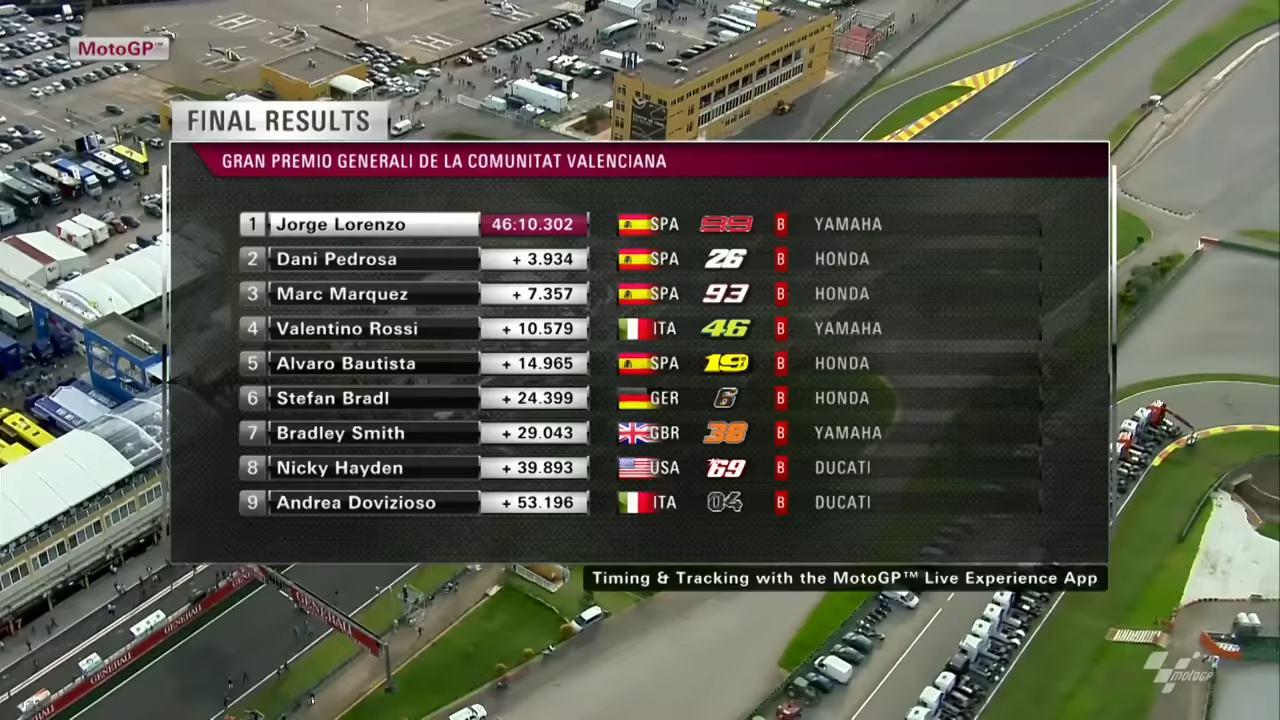 MotoGP™
FINAL RESULTS
GRAN PREMIO GENERALI DE LA COMUNITAT VALENCIANA
1 Jorge Lorenzo 46:10.302 SPA 99 B YAMAHA
2 Dani Pedrosa + 3.934 SPA 26 B HONDA
3 Marc Marquez + 7.357 SPA 93 B HONDA
4 Valentino Rossi + 10.579 ITA 46 B YAMAHA
5 Alvaro Bautista + 14.965 SPA 19 B HONDA
6 Stefan Bradl + 24.399 GER 6 B HONDA
7 Bradley Smith + 29.043 GBR 38 B YAMAHA
8 Nicky Hayden + 39.893 USA 69 B DUCATI
9 Andrea Dovizioso + 53.196 ITA 04 B DUCATI
Timing & Tracking with the MotoGP™ Live Experience App
GENERALI
GENERALI
GENERALI
MotoGP